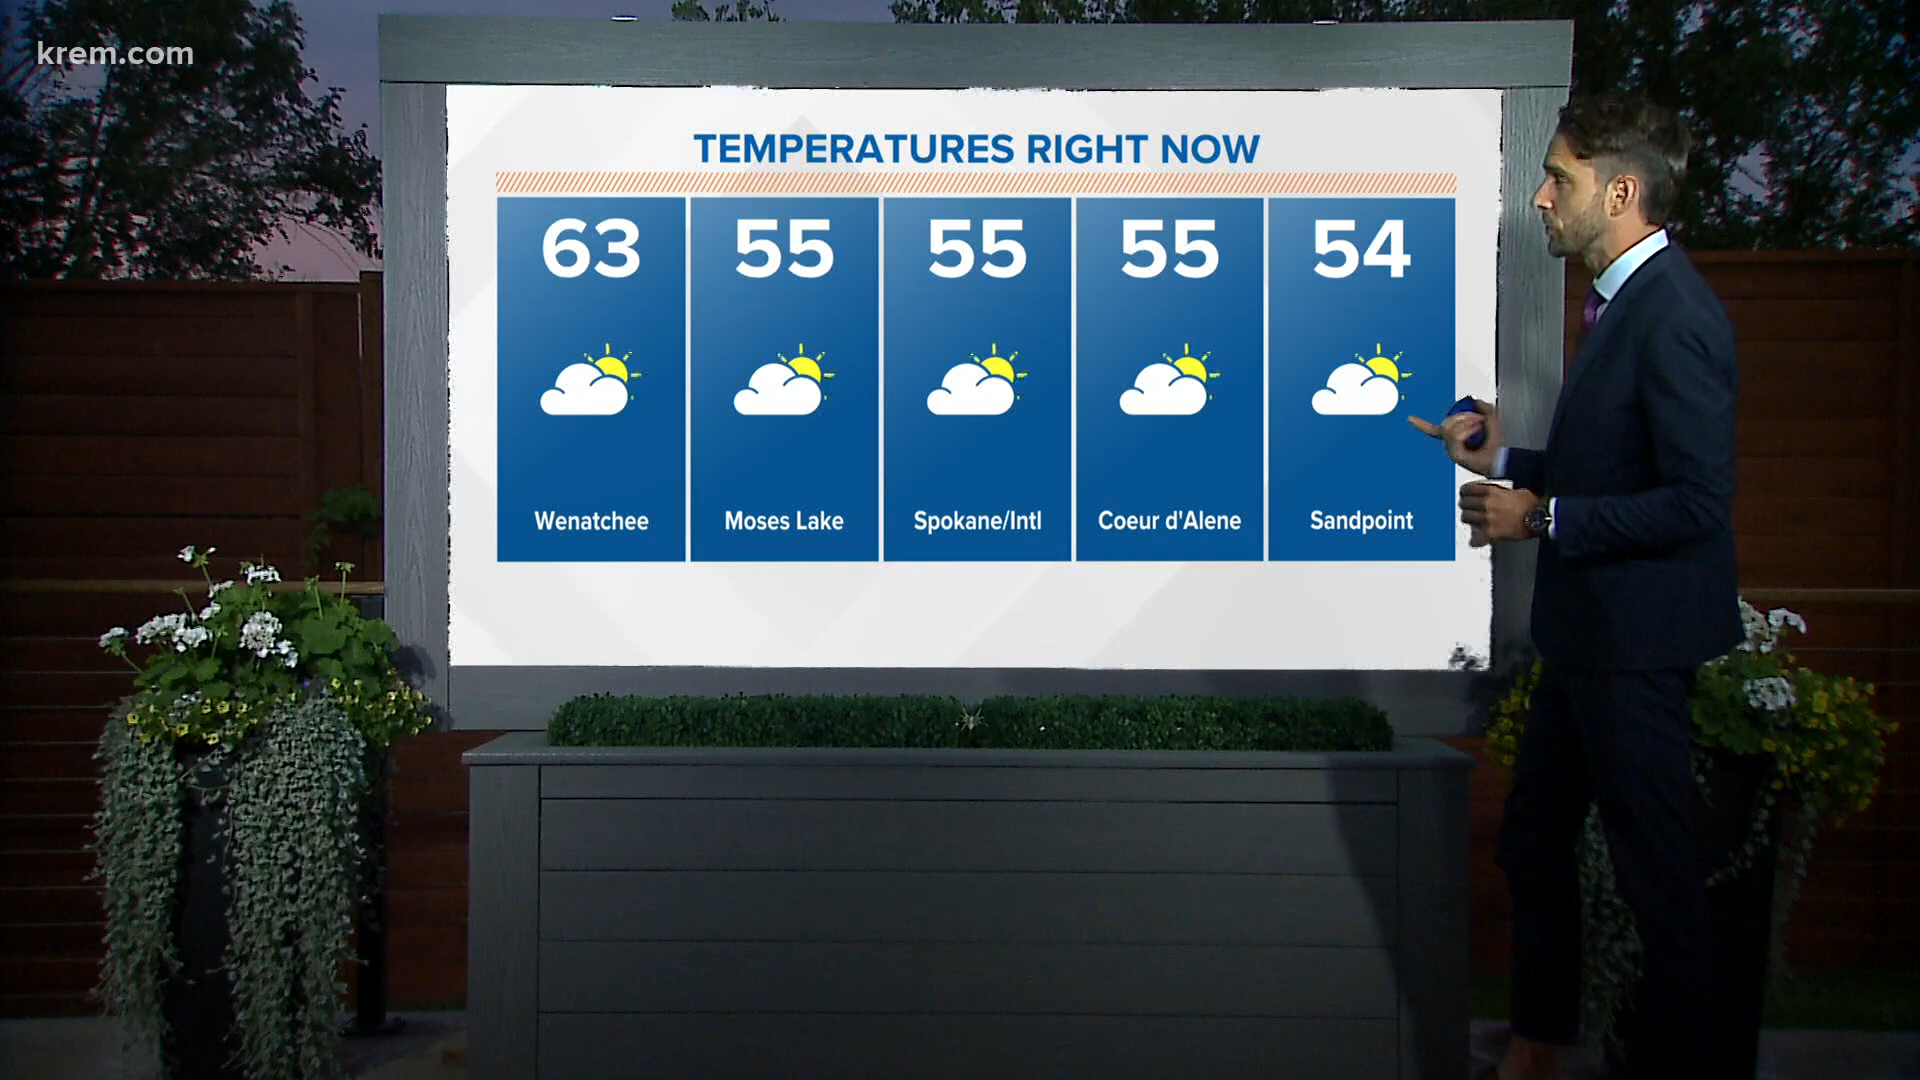 krem.com
TEMPERATURES RIGHT NOW
63 55 55 55 54
Wenatchee Moses Lake Spokane/Intl Coeur d'Alene Sandpoint